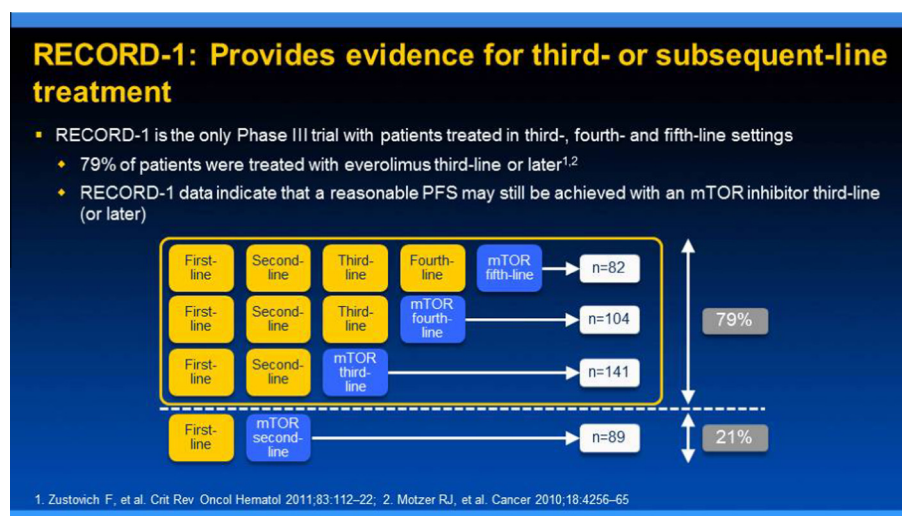 RECORD-1: Provides evidence for third- or subsequent-line
treatment
▪ RECORD-1 is the only Phase III trial with patients treated in third-, fourth- and fifth-line settings
◆ 79% of patients were treated with everolimus third-line or later1,2
◆ RECORD-1 data indicate that a reasonable PFS may still be achieved with an mTOR inhibitor third-line
(or later)
First-
line
Second-
line
Third-
line
Fourth-
line
mTOR
fifth-line
n=82
First-
line
Second-
line
Third-
line
mTOR
fourth-
line
n=104
79%
First-
line
Second-
line
mTOR
third-
line
n=141
First-
line
mTOR
second-
line
n=89
21%
1. Zustovich F, et al. Crit Rev Oncol Hematol 2011;83:112–22; 2. Motzer RJ, et al. Cancer 2010;18:4256–65